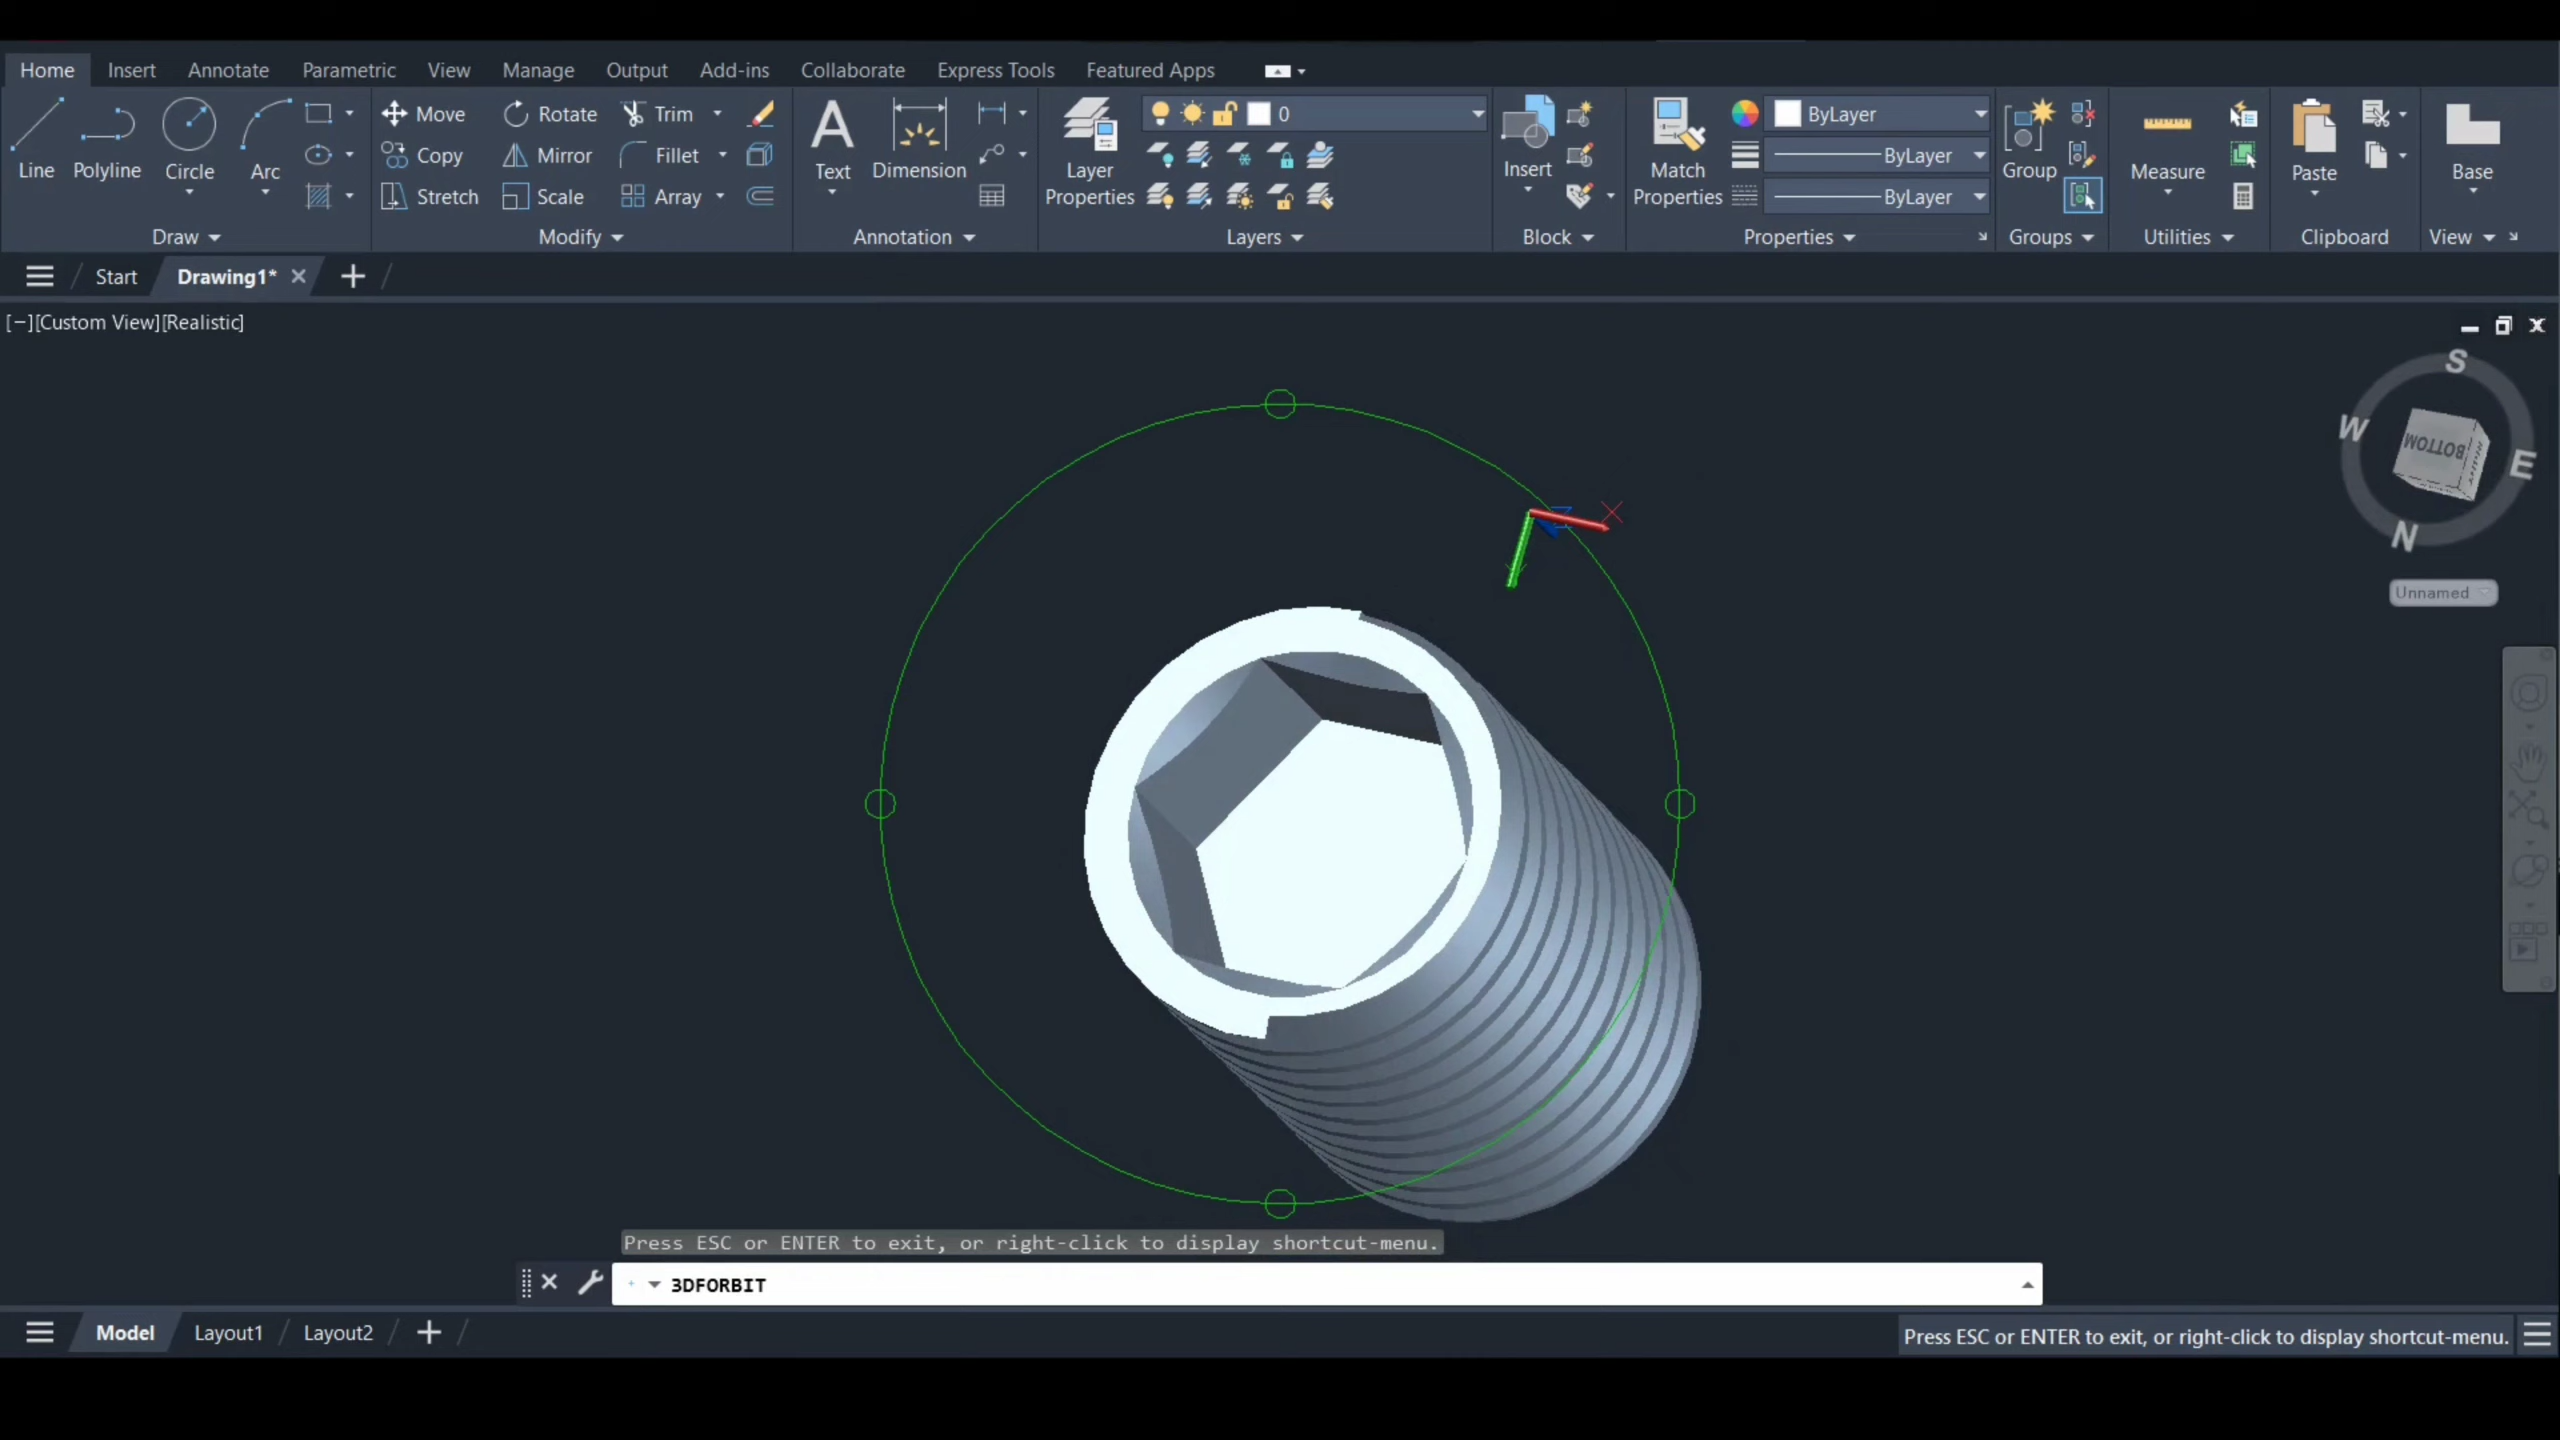 Home Insert Annotate Parametric View Manage Output Add-ins Collaborate Express Tools Featured Apps
Line Polyline Circle Arc
Move Rotate Trim
Copy Mirror Fillet
Stretch Scale Array
Text Dimension
Layer Properties
0
Insert
Match Properties
ByLayer
ByLayer
ByLayer
Group
Measure
Paste
Base
Draw Modify Annotation Layers Block Properties Groups Utilities Clipboard View
Start Drawing1*
[−][Custom View][Realistic]
S
W
BOTTOM
E
N
Unnamed
X
Press ESC or ENTER to exit, or right-click to display shortcut-menu.
3DFORBIT
Model Layout1 Layout2
Press ESC or ENTER to exit, or right-click to display shortcut-menu.